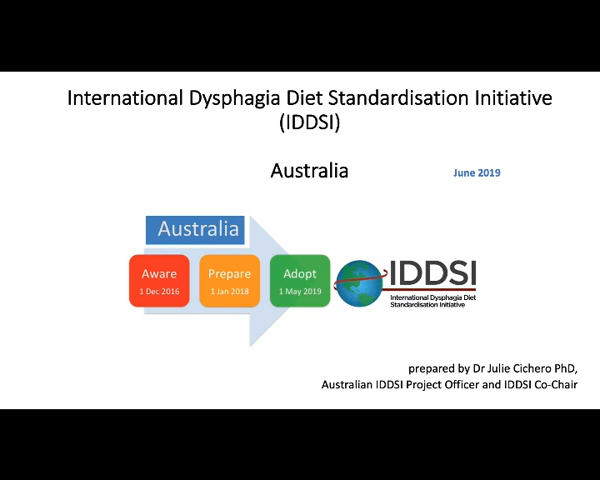 International Dysphagia Diet Standardisation Initiative
(IDDSI)
Australia
June 2019
Australia
Aware
1 Dec 2016
Prepare
1 Jan 2018
Adopt
1 May 2019
IDDSI
International Dysphagia Diet
Standardisation Initiative
prepared by Dr Julie Cichero PhD,
Australian IDDSI Project Officer and IDDSI Co-Chair